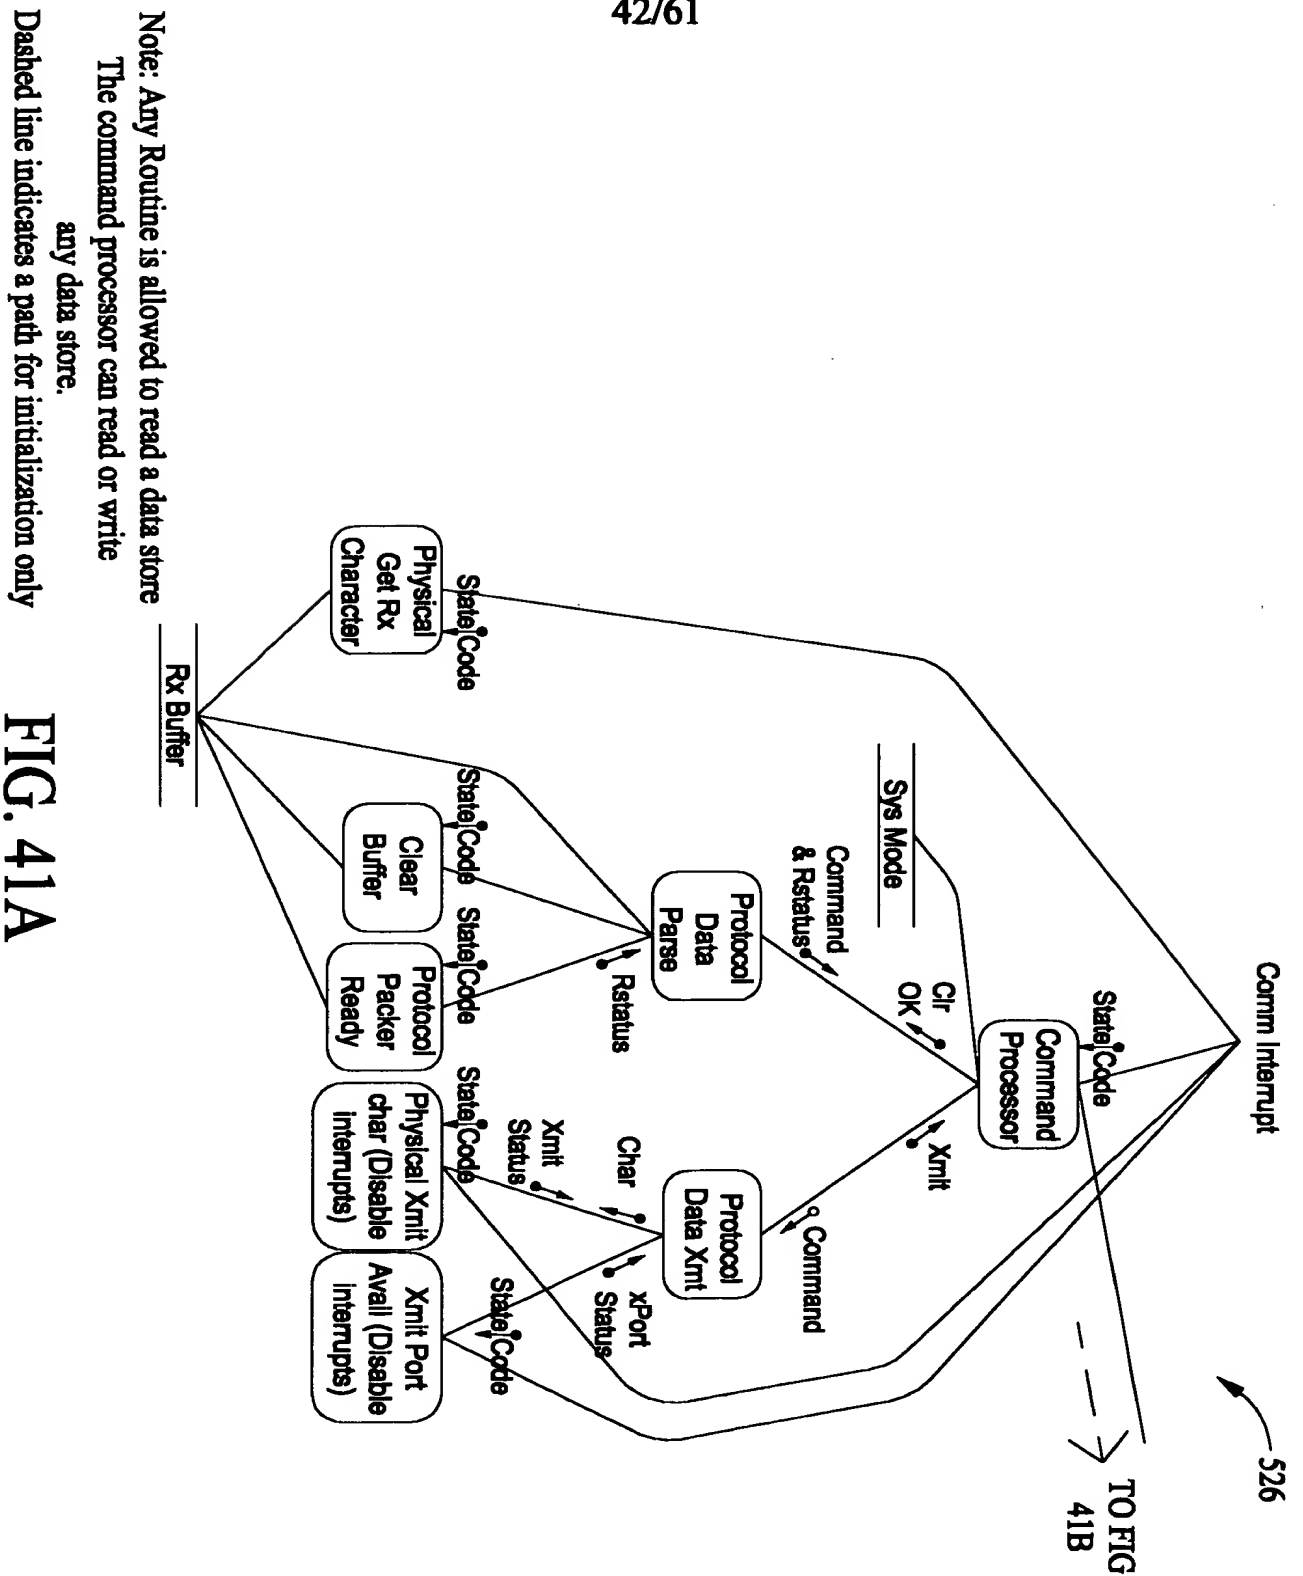 42/61
526
Comm Interrupt
TO FIG
41B
State Code
Command
Processor
Sys Mode
Clr
OK
Xmit
Command
& Rstatus
Command
Protocol
Data
Parse
Protocol
Data Xmt
Rstatus
Char
xPort
Status
Xmit
Status
State Code
State Code
State Code
State Code
State Code
Physical
Get Rx
Character
Clear
Buffer
Protocol
Packer
Ready
Physical Xmit
char (Disable
interrupts)
Xmit Port
Avail (Disable
interrupts)
Rx Buffer
Note: Any Routine is allowed to read a data store
The command processor can read or write
any data store.
Dashed line indicates a path for initialization only
FIG. 41A